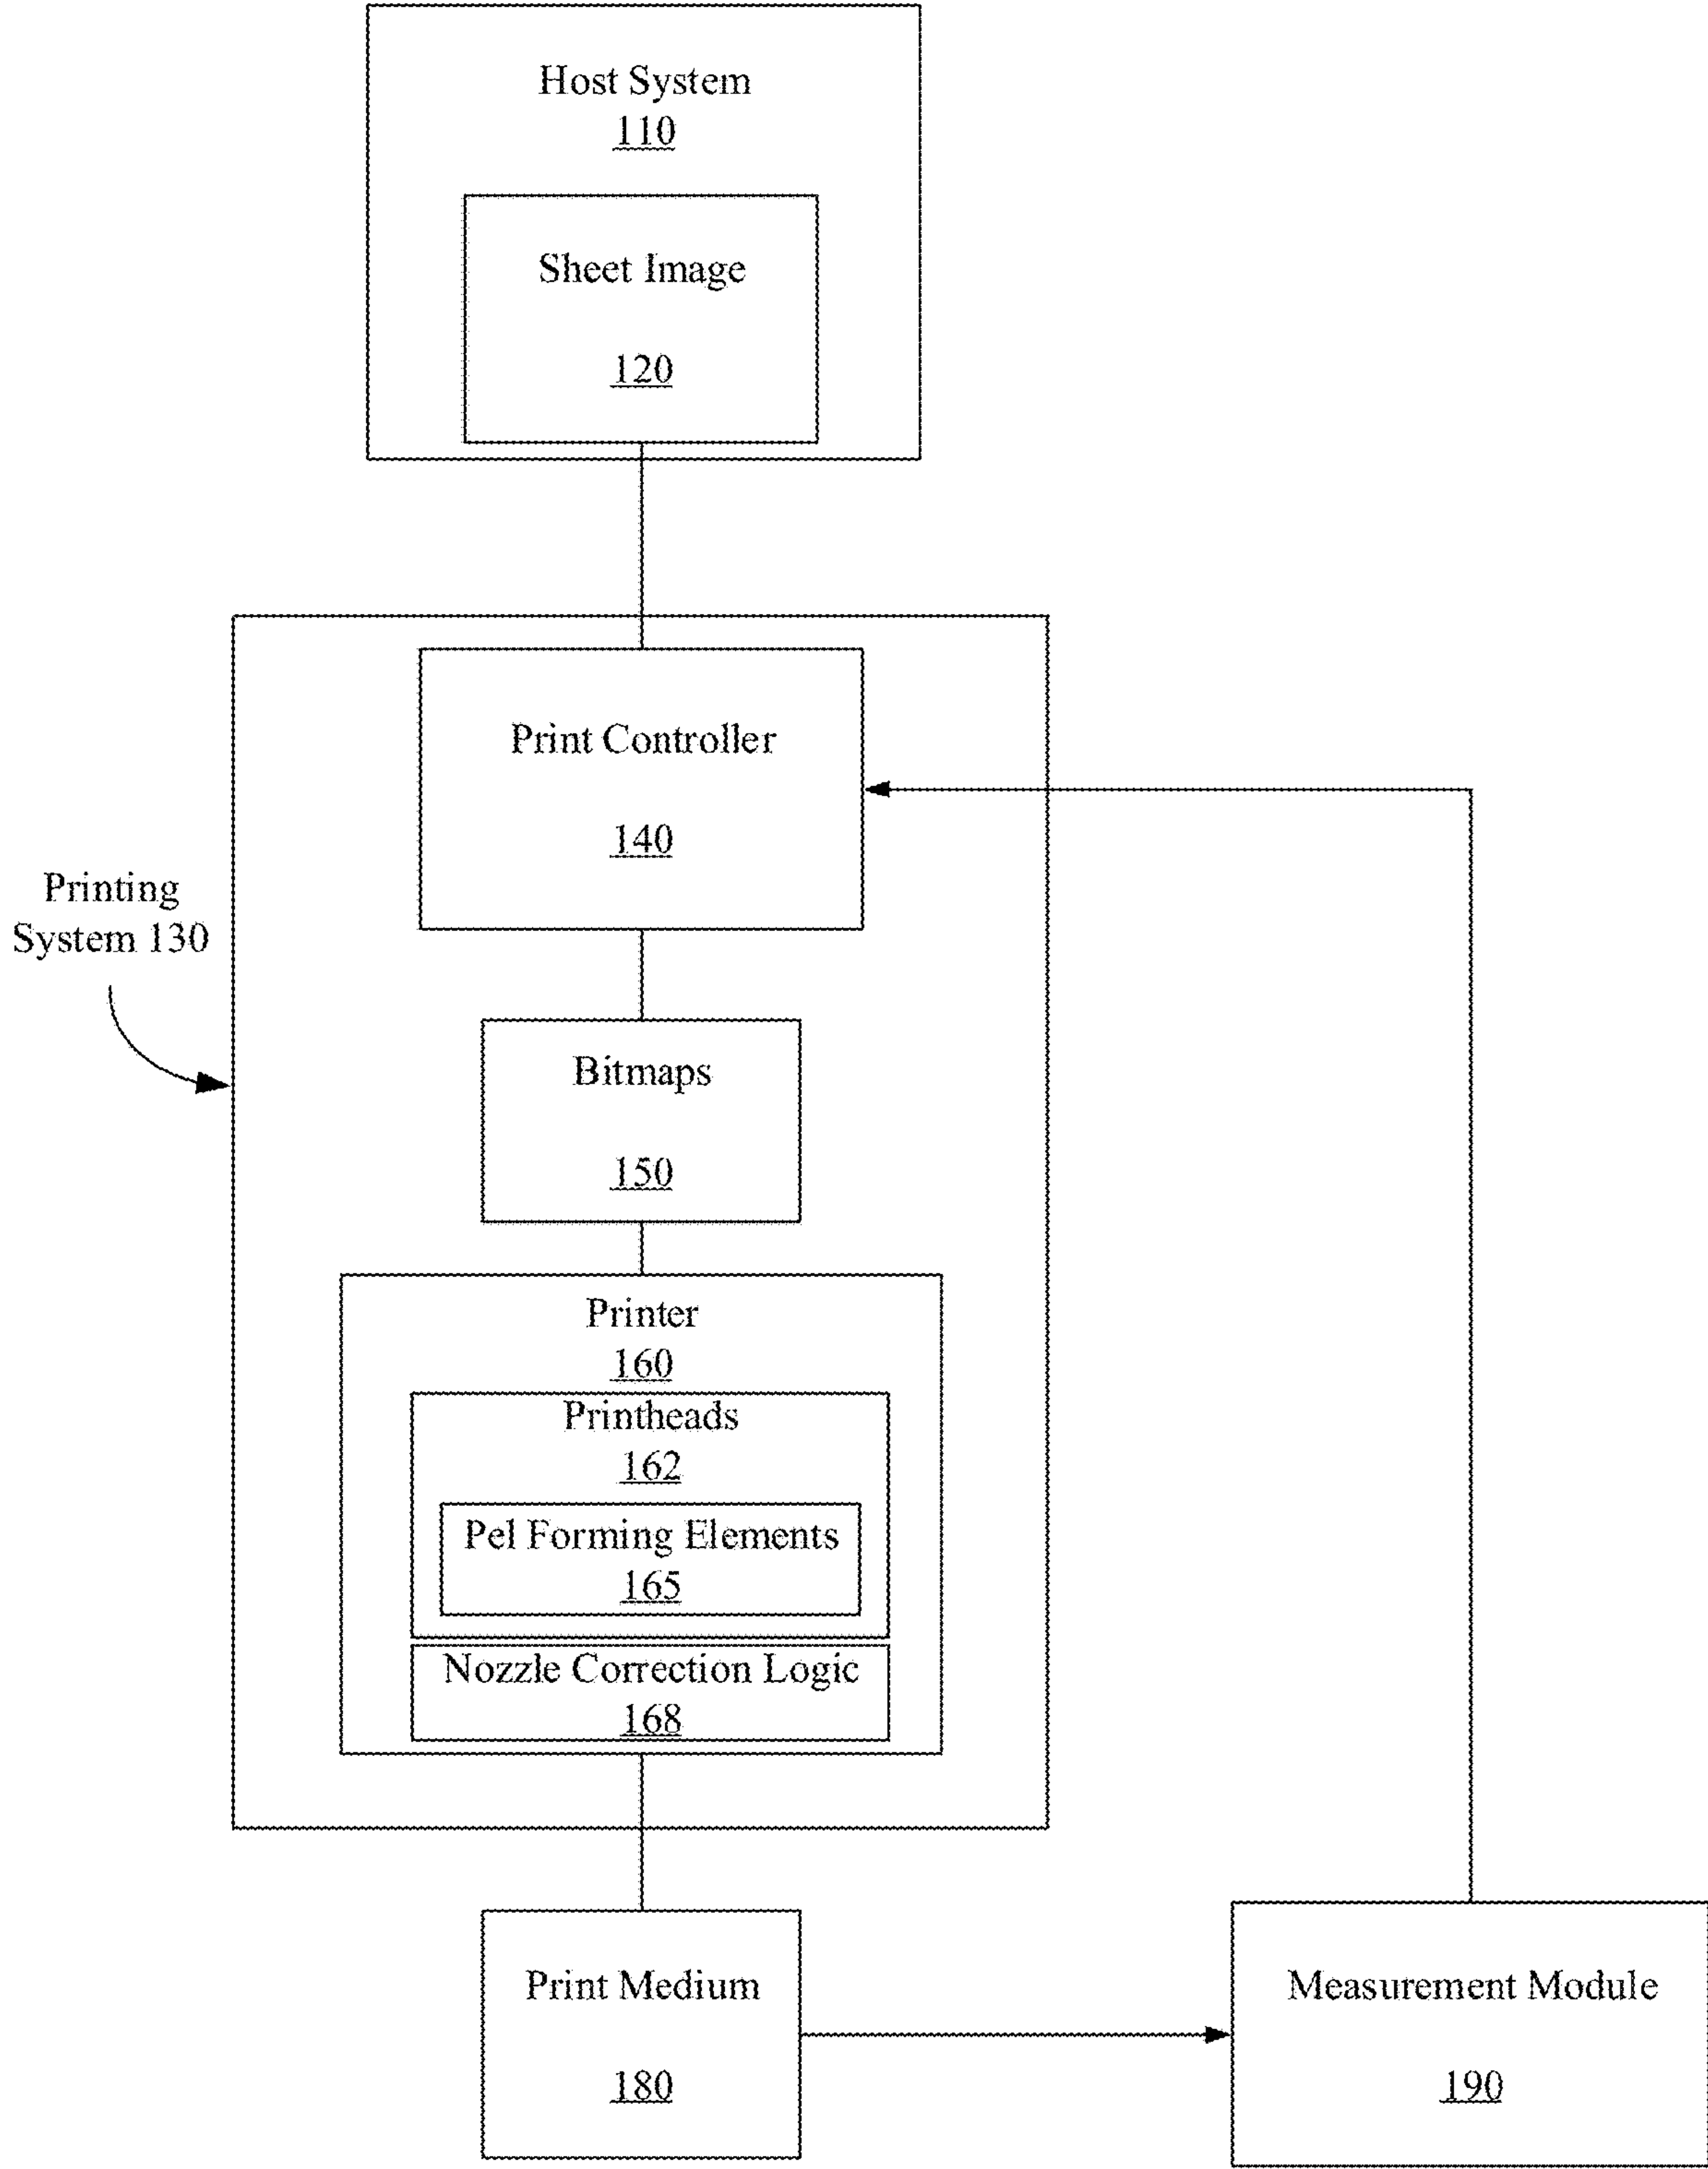 Host System
110
Sheet Image
120
Print Controller
140
Printing
System 130
Bitmaps
150
Printer
160
Printheads
162
Pel Forming Elements
165
Nozzle Correction Logic
168
Print Medium
180
Measurement Module
190